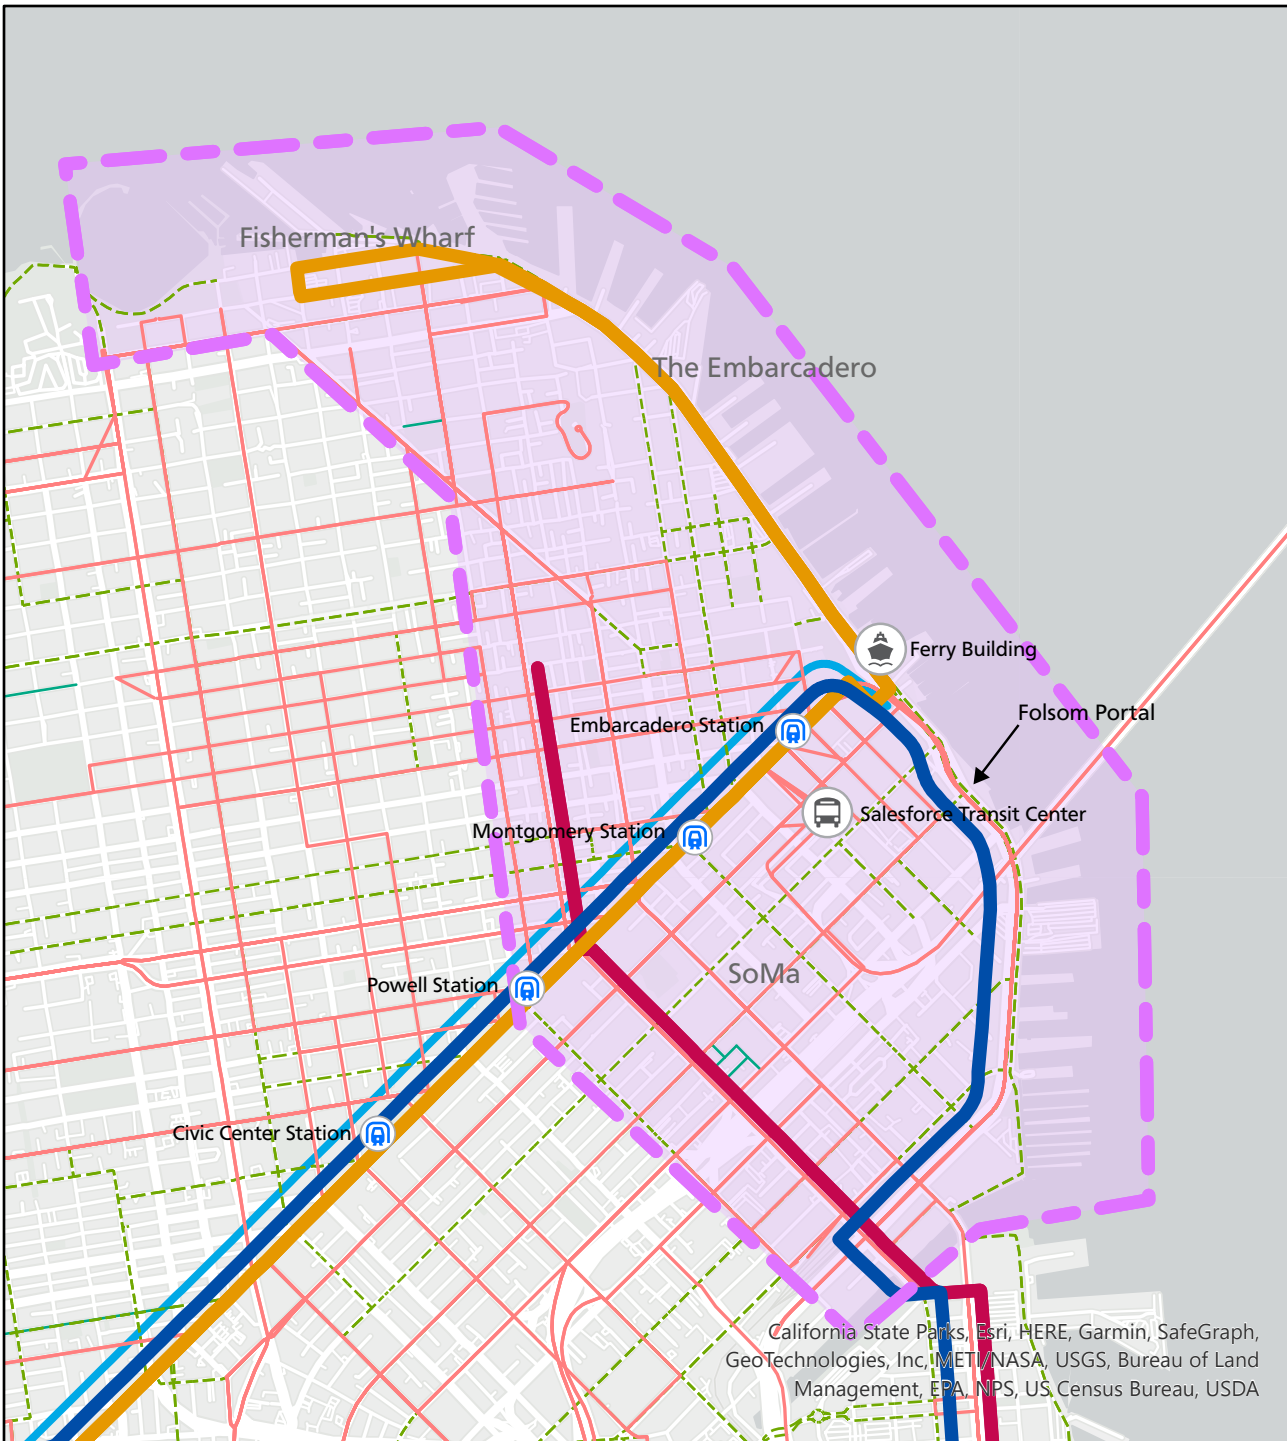 Fisherman's Wharf
The Embarcadero
Ferry Building
Folsom Portal
Embarcadero Station
Salesforce Transit Center
Montgomery Station
SoMa
Powell Station
Civic Center Station
California State Parks, Esri, HERE, Garmin, SafeGraph,
GeoTechnologies, Inc, METI/NASA, USGS, Bureau of Land
Management, EPA, NPS, US Census Bureau, USDA